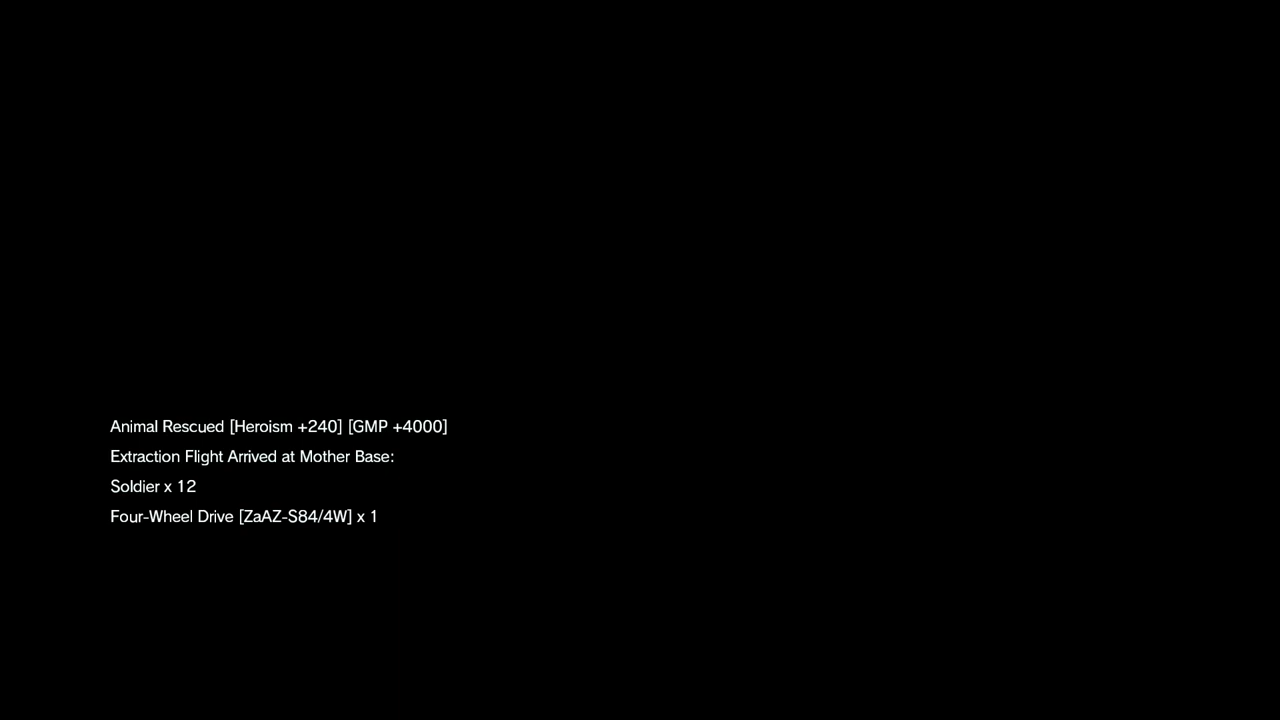 Animal Rescued [Heroism +240] [GMP +4000]
Extraction Flight Arrived at Mother Base:
Soldier x 12
Four-Wheel Drive [ZaAZ-S84/4W] x 1